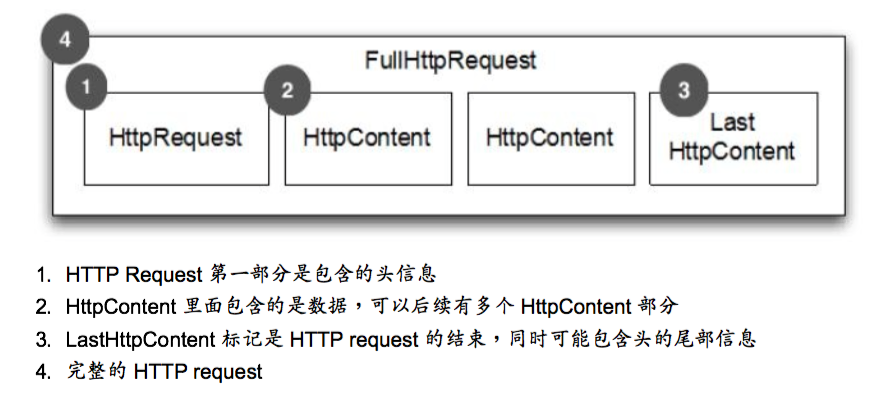 4
FullHttpRequest
1
2
3
HttpRequest
HttpContent
HttpContent
Last
HttpContent
1. HTTP Request 第一部分是包含的头信息
2. HttpContent 里面包含的是数据，可以后续有多个 HttpContent 部分
3. LastHttpContent 标记是 HTTP request 的结束，同时可能包含头的尾部信息
4. 完整的 HTTP request